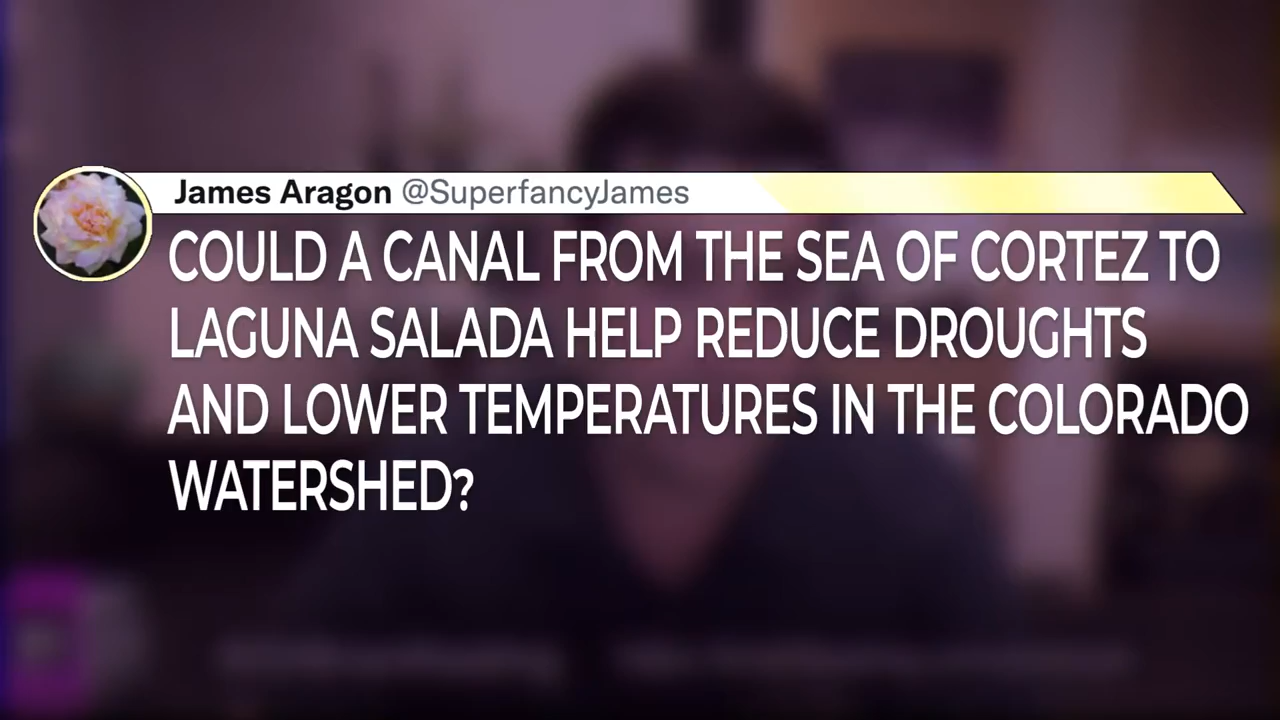 James Aragon @SuperfancyJames
COULD A CANAL FROM THE SEA OF CORTEZ TO
LAGUNA SALADA HELP REDUCE DROUGHTS
AND LOWER TEMPERATURES IN THE COLORADO
WATERSHED?